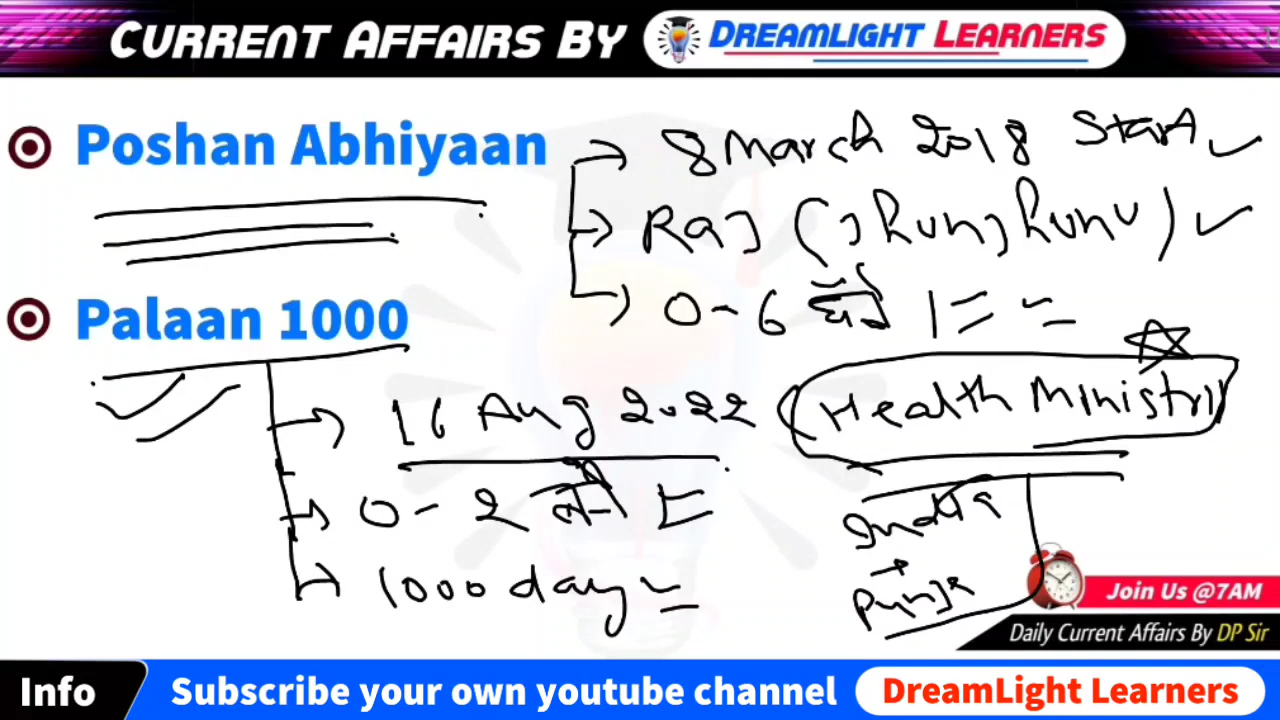 CURRENT AFFAIRS BY DREAMLIGHT LEARNERS
Poshan Abhiyaan
8 March 2018 Start
Raj (JhunJhunu)
0-6
Palaan 1000
16 Aug 2022 (Health Ministry
0-2
India
1000 day
Join Us @7AM
Daily Current Affairs By DP Sir
Info Subscribe your own youtube channel DreamLight Learners